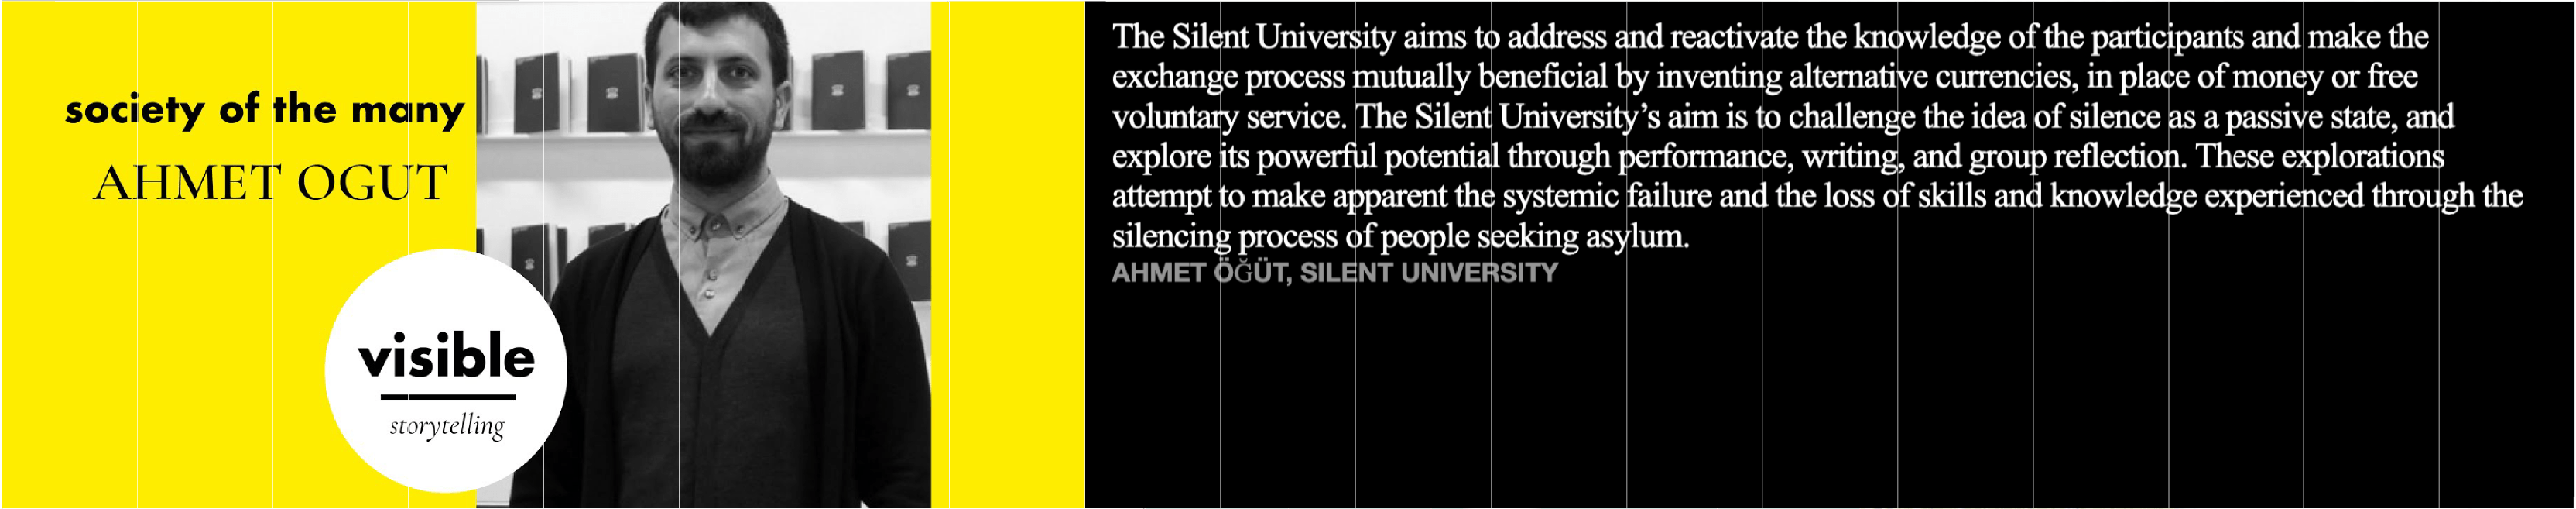 society of the many
AHMET OGUT
visible
storytelling
The Silent University aims to address and reactivate the knowledge of the participants and make the
exchange process mutually beneficial by inventing alternative currencies, in place of money or free
voluntary service. The Silent University’s aim is to challenge the idea of silence as a passive state, and
explore its powerful potential through performance, writing, and group reflection. These explorations
attempt to make apparent the systemic failure and the loss of skills and knowledge experienced through the
silencing process of people seeking asylum.
AHMET ÖĞÜT, SILENT UNIVERSITY